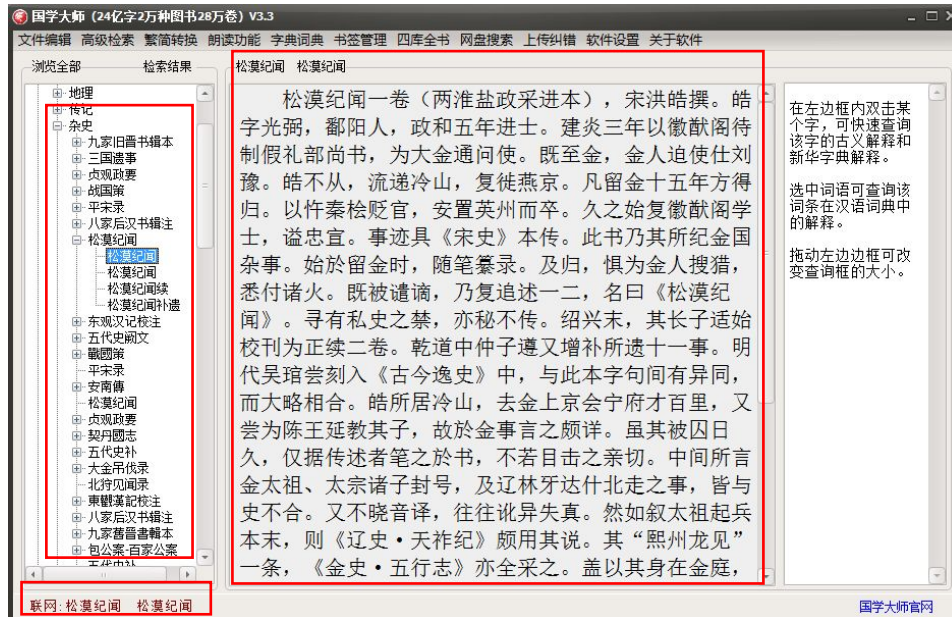 国学大师（24亿字2万种图书28万卷）V3.3
文件编辑 高级检索 繁简转换 朗读功能 字典词典 书签管理 四库全书 网盘搜索 上传纠错 软件设置 关于软件
浏览全部 检索结果
地理
传记
杂史
九家旧晋书辑本
三国遗事
贞观政要
战国策
平宋录
八家后汉书辑注
松漠纪闻
松漠纪闻
松漠纪闻
松漠纪闻续
松漠纪闻补遗
东观汉记校注
五代史阙文
戰國策
平宋录
安南傳
松漠纪闻
贞观政要
契丹國志
五代史补
大金吊伐录
北狩见闻录
東觀漢記校注
八家后汉书辑注
九家舊晉書輯本
包公案·百家公案
五代史补
松漠纪闻 松漠纪闻
松漠纪闻一卷（两淮盐政采进本），宋洪皓撰。皓
字光弼，鄱阳人，政和五年进士。建炎三年以徽猷阁待
制假礼部尚书，为大金通问使。既至金，金人迫使仕刘
豫。皓不从，流递冷山，复徙燕京。凡留金十五年方得
归。以忤秦桧贬官，安置英州而卒。久之始复徽猷阁学
士，谥忠宣。事迹具《宋史》本传。此书乃其所纪金国
杂事。始於留金时，随笔纂录。及归，惧为金人搜猎，
悉付诸火。既被谴谪，乃复追述一二，名曰《松漠纪
闻》。寻有私史之禁，亦秘不传。绍兴末，其长子适始
校刊为正续二卷。乾道中仲子遵又增补所遗十一事。明
代吴琯尝刻入《古今逸史》中，与此本字句间有异同，
而大略相合。皓所居冷山，去金上京会宁府才百里，又
尝为陈王延教其子，故於金事言之颇详。虽其被囚日
久，仅据传述者笔之於书，不若目击之亲切。中间所言
金太祖、太宗诸子封号，及辽林牙达什北走之事，皆与
史不合。又不晓音译，往往讹异失真。然如叙太祖起兵
本末，则《辽史·天祚纪》颇用其说。其“熙州龙见”
一条，《金史·五行志》亦全采之。盖以其身在金庭，
在左边框内双击某
个字，可快速查询
该字的古义解释和
新华字典解释。
选中词语可查询该
词条在汉语词典中
的解释。
拖动左边边框可改
变查询框的大小。
联网：松漠纪闻 松漠纪闻
国学大师官网